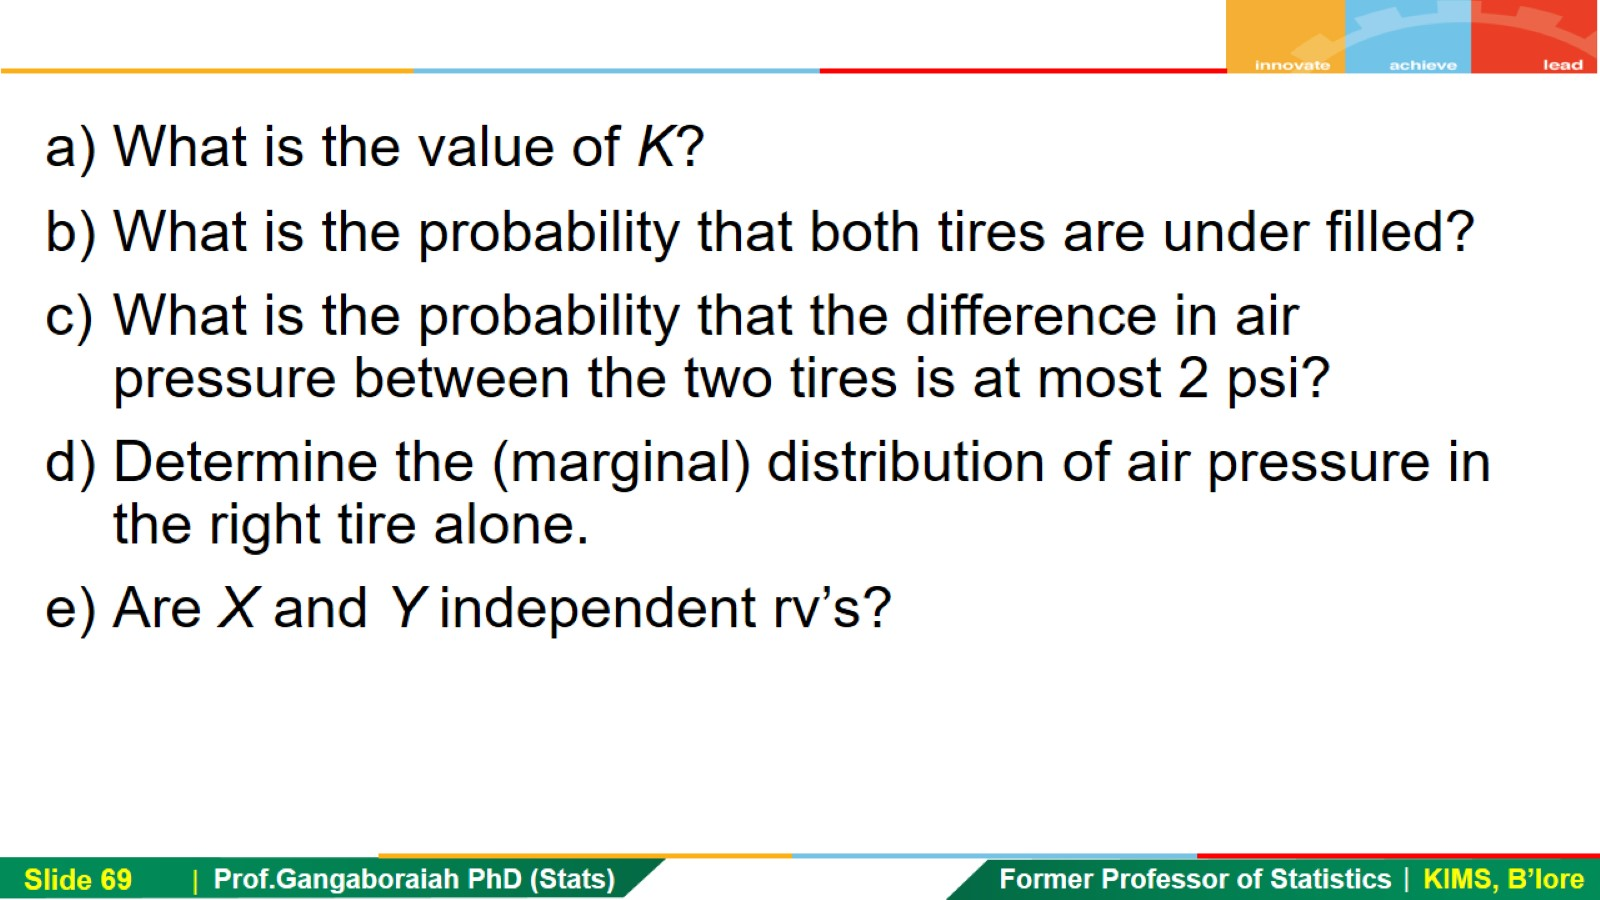 innovate achieve lead
a) What is the value of K?
b) What is the probability that both tires are under filled?
c) What is the probability that the difference in air
pressure between the two tires is at most 2 psi?
d) Determine the (marginal) distribution of air pressure in
the right tire alone.
e) Are X and Y independent rv’s?
Slide 69 | Prof.Gangaboraiah PhD (Stats) Former Professor of Statistics | KIMS, B’lore